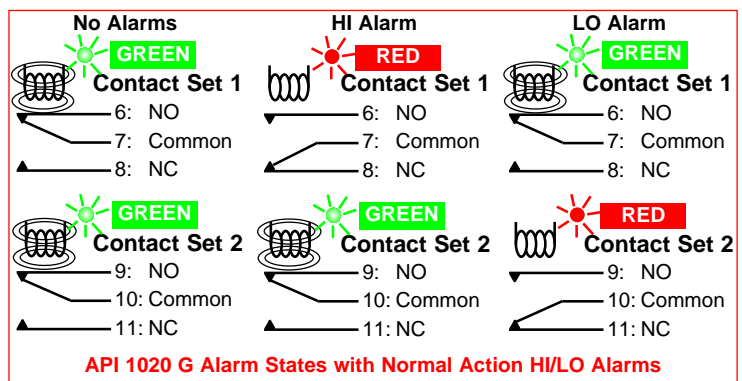 No Alarms
GREEN
Contact Set 1
6: NO
7: Common
8: NC
HI Alarm
RED
Contact Set 1
6: NO
7: Common
8: NC
LO Alarm
GREEN
Contact Set 1
6: NO
7: Common
8: NC
GREEN
Contact Set 2
9: NO
10: Common
11: NC
GREEN
Contact Set 2
9: NO
10: Common
11: NC
RED
Contact Set 2
9: NO
10: Common
11: NC
API 1020 G Alarm States with Normal Action HI/LO Alarms